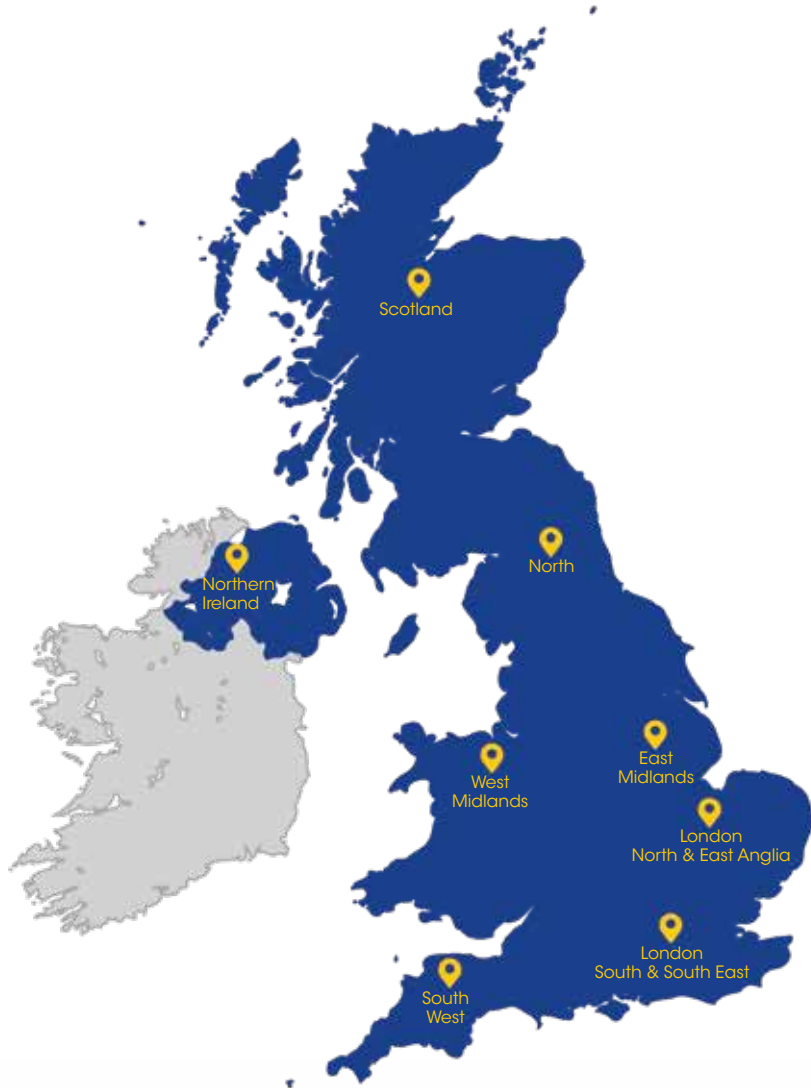 Scotland
North
Northern
Ireland
East
Midlands
West
Midlands
London
North & East Anglia
London
South & South East
South
West